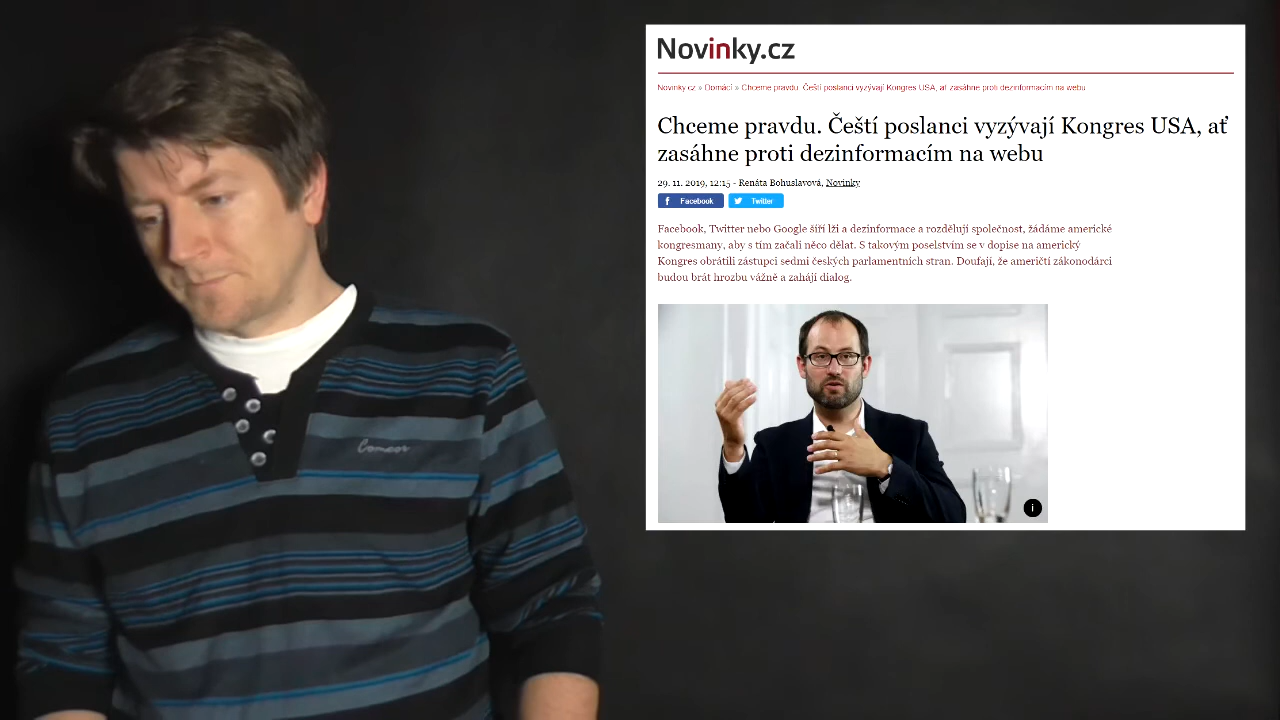 Novinky.cz
Novinky.cz » Domácí » Chceme pravdu. Čeští poslanci vyzývají Kongres USA, ať zasáhne proti dezinformacím na webu
Chceme pravdu. Čeští poslanci vyzývají Kongres USA, ať
zasáhne proti dezinformacím na webu
29. 11. 2019, 12:15 - Renáta Bohuslavová, Novinky
Facebook Twitter
Facebook, Twitter nebo Google šíří lži a dezinformace a rozdělují společnost, žádáme americké
kongresmany, aby s tím začali něco dělat. S takovým poselstvím se v dopise na americký
Kongres obrátili zástupci sedmi českých parlamentních stran. Doufají, že američtí zákonodárci
budou brát hrozbu vážně a zahájí dialog.
i